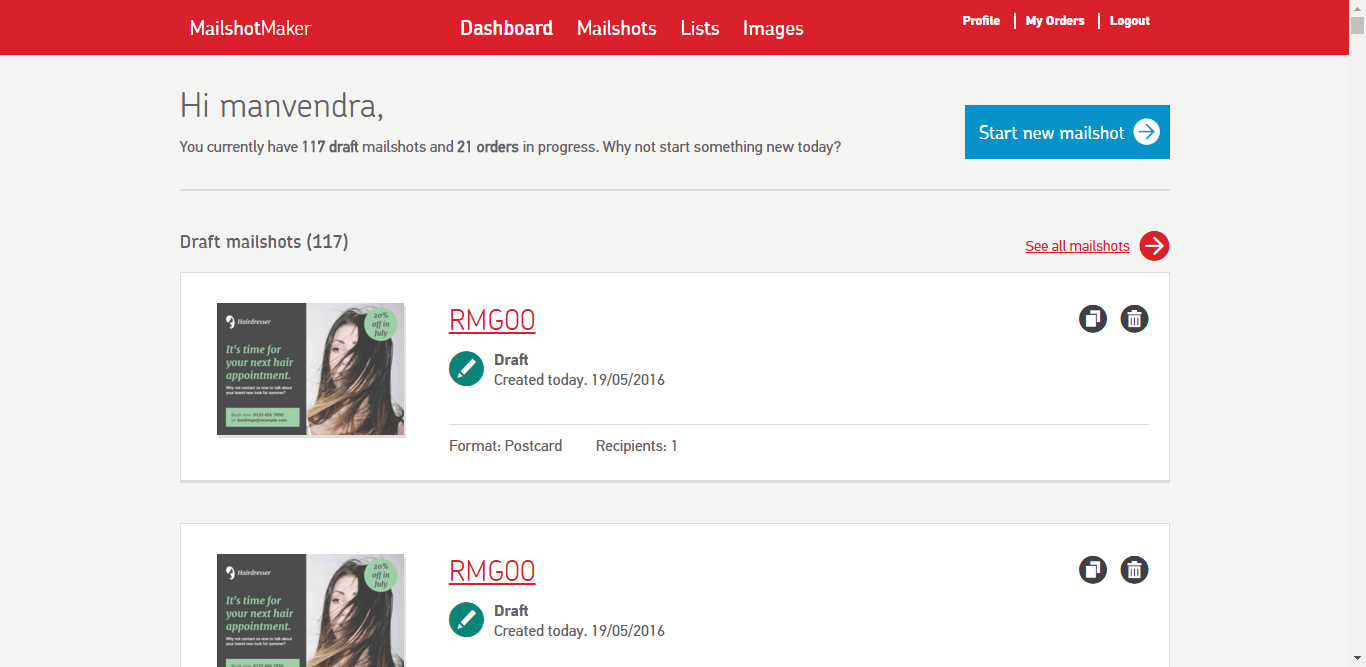 MailshotMaker
Dashboard Mailshots Lists Images
Profile My Orders Logout
Hi manvendra,
You currently have 117 draft mailshots and 21 orders in progress. Why not start something new today?
Start new mailshot
Draft mailshots (117)
See all mailshots
Hairdresser
20%
off in
July
It's time for
your next hair
appointment.
Why not contact us now to talk about
your brand new look for summer?
Book now: 0123 456 7890
or: bookings@example.com
RMG00
Draft
Created today. 19/05/2016
Format: Postcard Recipients: 1
Hairdresser
20%
off in
July
It's time for
your next hair
appointment.
Why not contact us now to talk about
your brand new look for summer?
RMG00
Draft
Created today. 19/05/2016